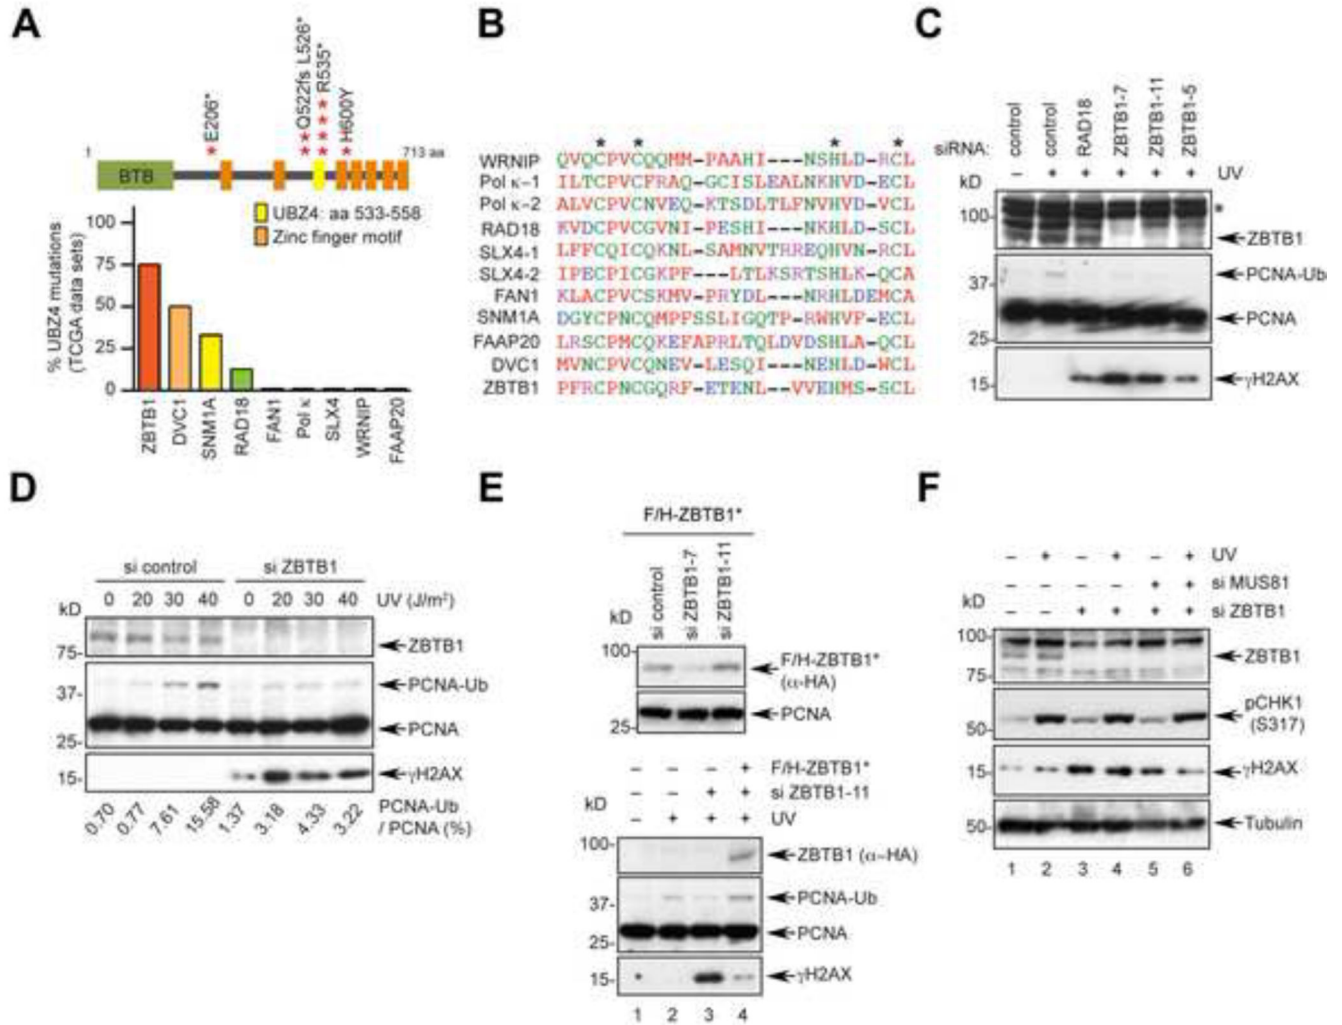 A
E206*
Q522fs L526*
R535*
H600Y
1
713 aa
BTB
UBZ4: aa 533-558
Zinc finger motif
% UBZ4 mutations
(TCGA data sets)
100
75
50
25
0
ZBTB1
DVC1
SNM1A
RAD18
FAN1
Pol κ
SLX4
WRNIP
FAAP20
B
* * * *
WRNIP QVQCPVCQQMM-PAAHI---NSHLD-RCL
Pol κ-1 ILTCPVCFRAQ-GCISLEALNKHVD-ECL
Pol κ-2 ALVCPVCNVEQ-KTSDLTLFNVHVD-VCL
RAD18 KVDCPVCGVNI-PESHI---NKHLD-SCL
SLX4-1 LFFCQICQKNL-SAMNVTRREQHVN-RCL
SLX4-2 IPECPICGKPF---LTLKSRTSHLK-QCA
FAN1 KLACPVCSKMV-PRYDL---NRHLDEMCA
SNM1A DGYCPNCQMPFSSLIGQTP-RWHVF-ECL
FAAP20 LRSCPMCQKEFAPRLTQLDVDSHLA-QCL
DVC1 MVNCPVCQNEV-LESQI---NEHLD-WCL
ZBTB1 PFRCPNCGQRF-ETENL--VVEHMS-SCL
C
siRNA:
control
control
RAD18
ZBTB1-7
ZBTB1-11
ZBTB1-5
− + + + + + UV
kD
100-
*
ZBTB1
PCNA-Ub
37-
PCNA
25-
15-
γH2AX
D
si control si ZBTB1
0 20 30 40 0 20 30 40 UV (J/m²)
kD
ZBTB1
75-
PCNA-Ub
37-
PCNA
25-
15-
γH2AX
0.70 0.77 7.61 15.58 1.37 3.18 4.33 3.22
PCNA-Ub
/ PCNA (%)
E
F/H-ZBTB1*
si control
si ZBTB1-7
si ZBTB1-11
kD
100-
F/H-ZBTB1*
(α-HA)
PCNA
25-
− − − + F/H-ZBTB1*
− − + + si ZBTB1-11
− + + + UV
kD
100-
ZBTB1 (α-HA)
PCNA-Ub
37-
PCNA
25-
15-
γH2AX
1 2 3 4
F
− + − + − + UV
− − − − + + si MUS81
− − + + + + si ZBTB1
kD
100-
ZBTB1
75-
pCHK1
(S317)
50-
15-
γH2AX
50-
Tubulin
1 2 3 4 5 6